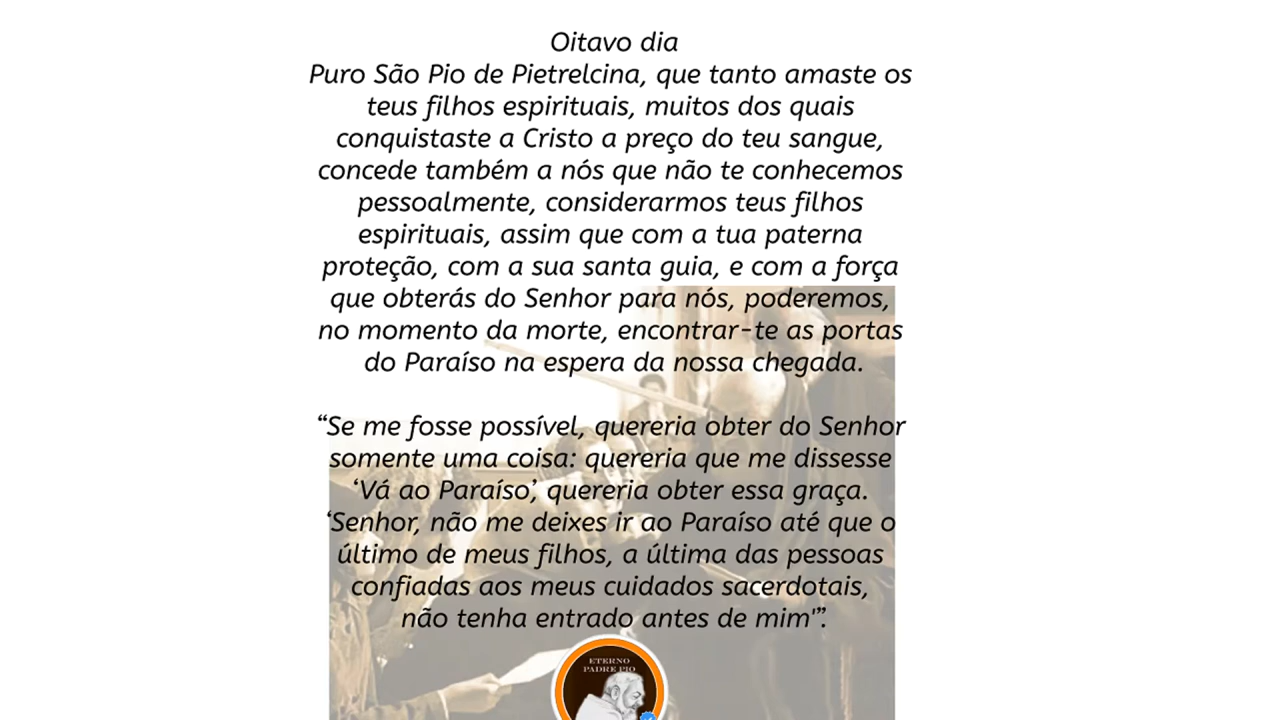 Oitavo dia
Puro São Pio de Pietrelcina, que tanto amaste os
teus filhos espirituais, muitos dos quais
conquistaste a Cristo a preço do teu sangue,
concede também a nós que não te conhecemos
pessoalmente, considerarmos teus filhos
espirituais, assim que com a tua paterna
proteção, com a sua santa guia, e com a força
que obterás do Senhor para nós, poderemos,
no momento da morte, encontrar-te as portas
do Paraíso na espera da nossa chegada.
“Se me fosse possível, quereria obter do Senhor
somente uma coisa: quereria que me dissesse
‘Vá ao Paraíso’, quereria obter essa graça.
‘Senhor, não me deixes ir ao Paraíso até que o
último de meus filhos, a última das pessoas
confiadas aos meus cuidados sacerdotais,
não tenha entrado antes de mim'”.
ETERNO
PADRE PIO